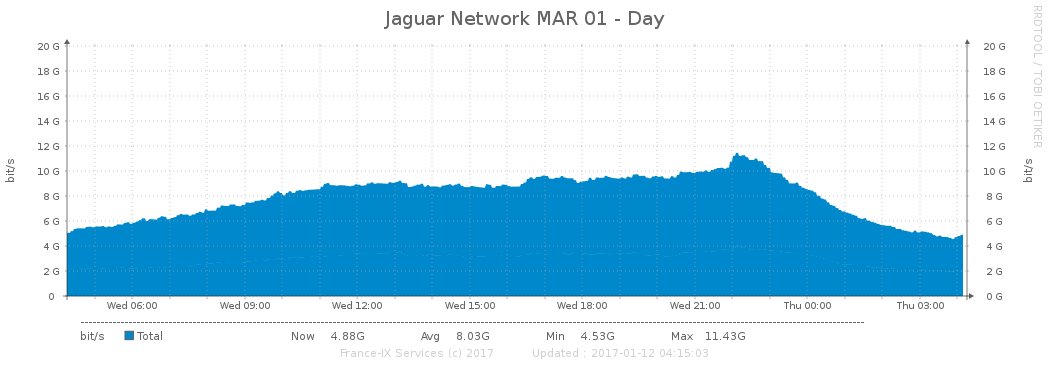 Jaguar Network MAR 01 - Day
RRDTOOL / TOBI OETIKER
bit/s
20 G 20 G
18 G 18 G
16 G 16 G
14 G 14 G
12 G 12 G
10 G 10 G
8 G 8 G
6 G 6 G
4 G 4 G
2 G 2 G
0 0 G
bit/s
Wed 06:00 Wed 09:00 Wed 12:00 Wed 15:00 Wed 18:00 Wed 21:00 Thu 00:00 Thu 03:00
bit/s Total Now 4.88G Avg 8.03G Min 4.53G Max 11.43G
France-IX Services (c) 2017 Updated : 2017-01-12 04:15:03